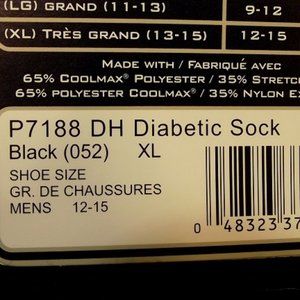 (LG) GRAND (11-13) 9-12
(XL) TRÈS GRAND (13-15) 12-15
MADE WITH / FABRIQUÉ AVEC
65% COOLMAX® POLYESTER / 35% STRETCH
65% POLYESTER COOLMAX® / 35% NYLON EX
P7188 DH Diabetic Sock
Black (052) XL
SHOE SIZE
GR. DE CHAUSSURES
MENS 12-15
0 48323 37